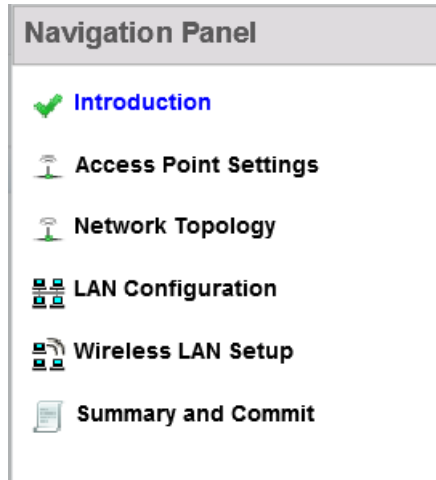 Navigation Panel
Introduction
Access Point Settings
Network Topology
LAN Configuration
Wireless LAN Setup
Summary and Commit